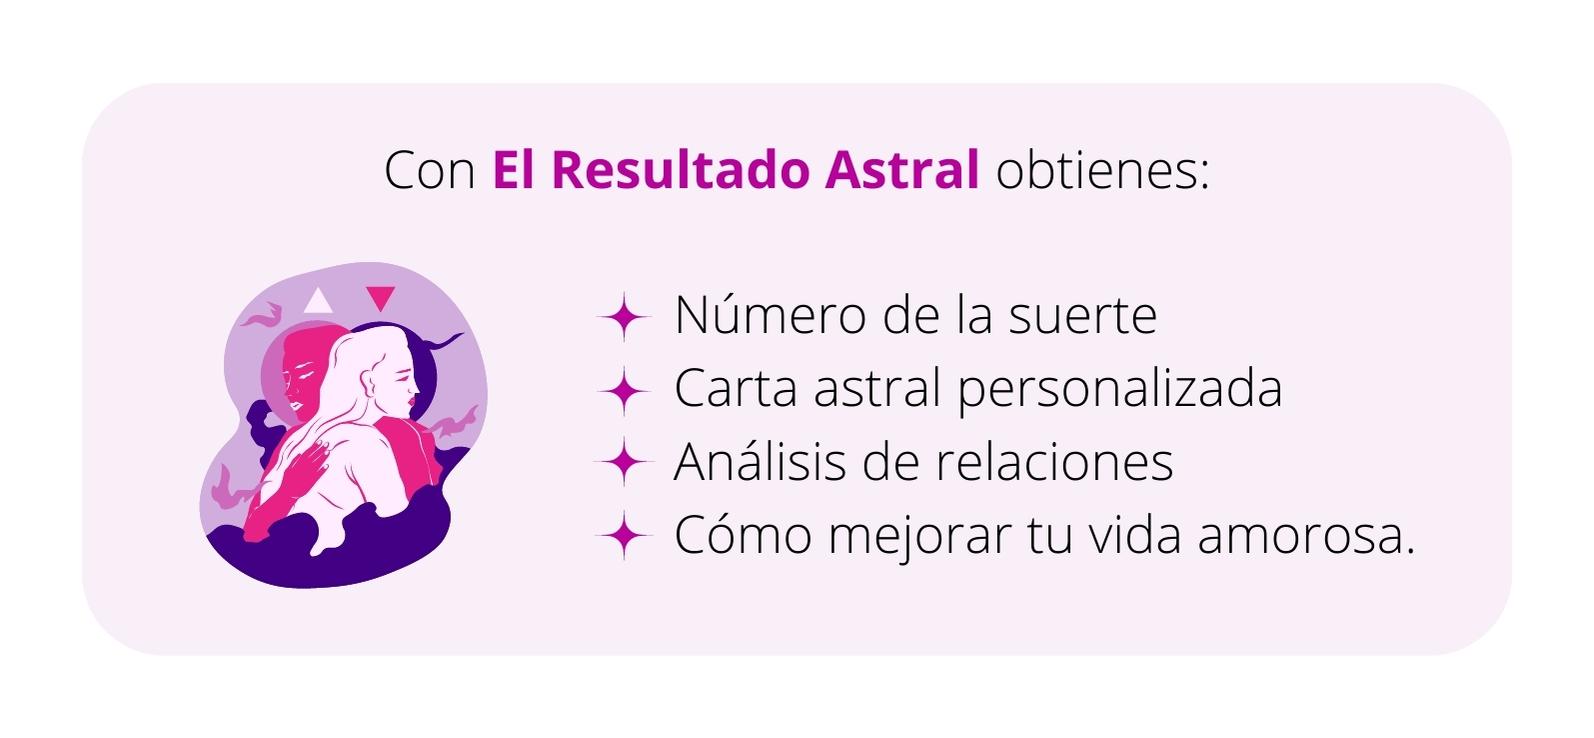 Con El Resultado Astral obtienes:
Número de la suerte
Carta astral personalizada
Análisis de relaciones
Cómo mejorar tu vida amorosa.